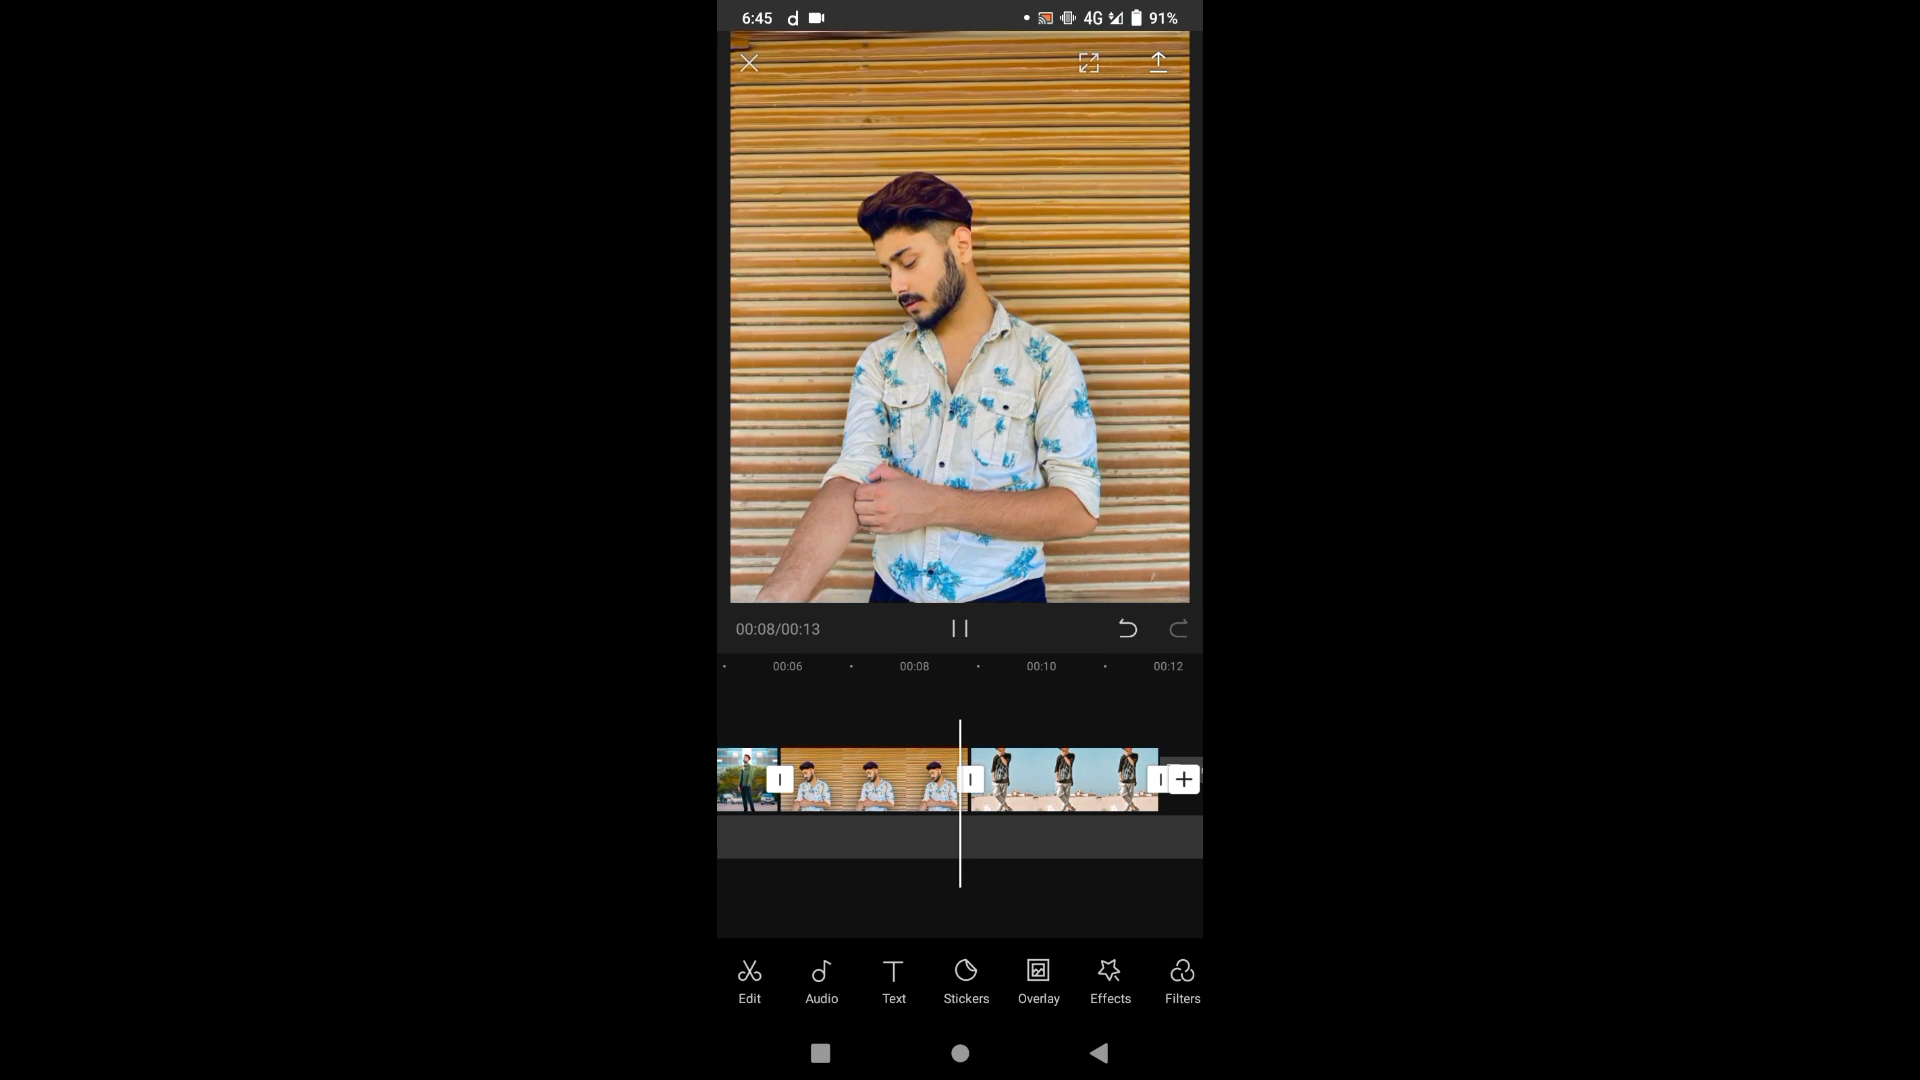 6:45 d 4G 91%
00:08/00:13
00:06 00:08 00:10 00:12
Edit Audio Text Stickers Overlay Effects Filters